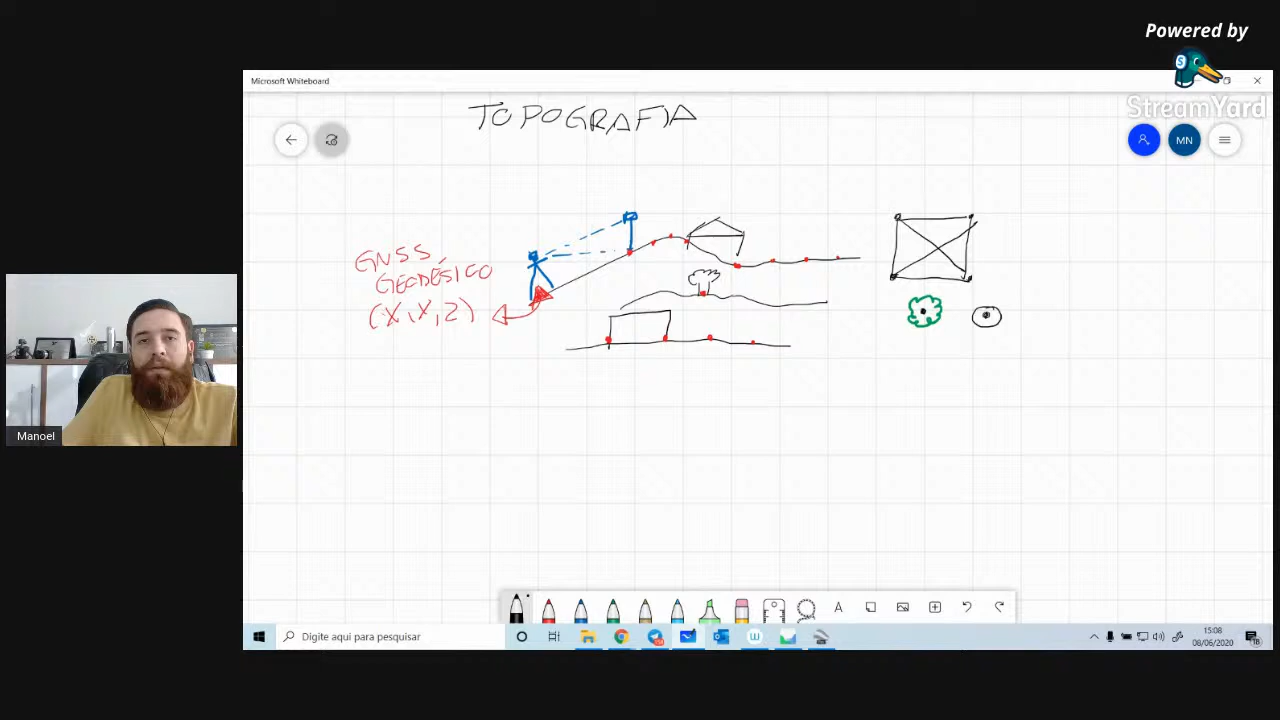 Powered by
StreamYard
Microsoft Whiteboard
TOPOGRAFIA
MN
GNSS
GEODÉSICO
(X,Y,Z)
Manoel
A
Digite aqui para pesquisar
15:08
08/06/2020